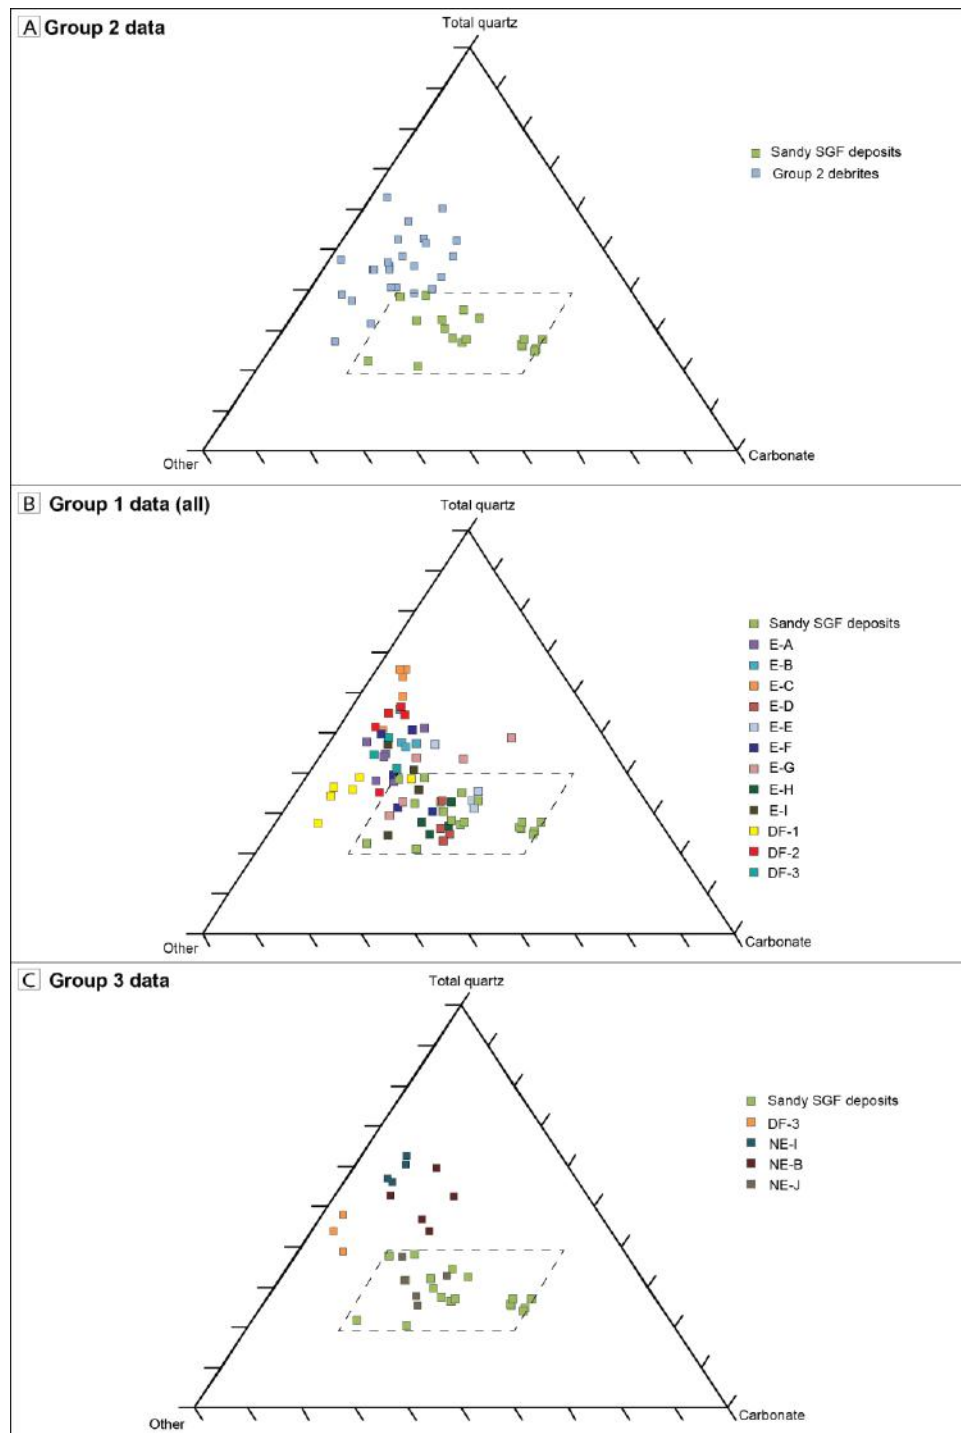 A Group 2 data
Total quartz
Sandy SGF deposits
Group 2 debrites
Other
Carbonate
B Group 1 data (all)
Total quartz
Sandy SGF deposits
E-A
E-B
E-C
E-D
E-E
E-F
E-G
E-H
E-I
DF-1
DF-2
DF-3
Other
Carbonate
C Group 3 data
Total quartz
Sandy SGF deposits
DF-3
NE-I
NE-B
NE-J
Other
Carbonate